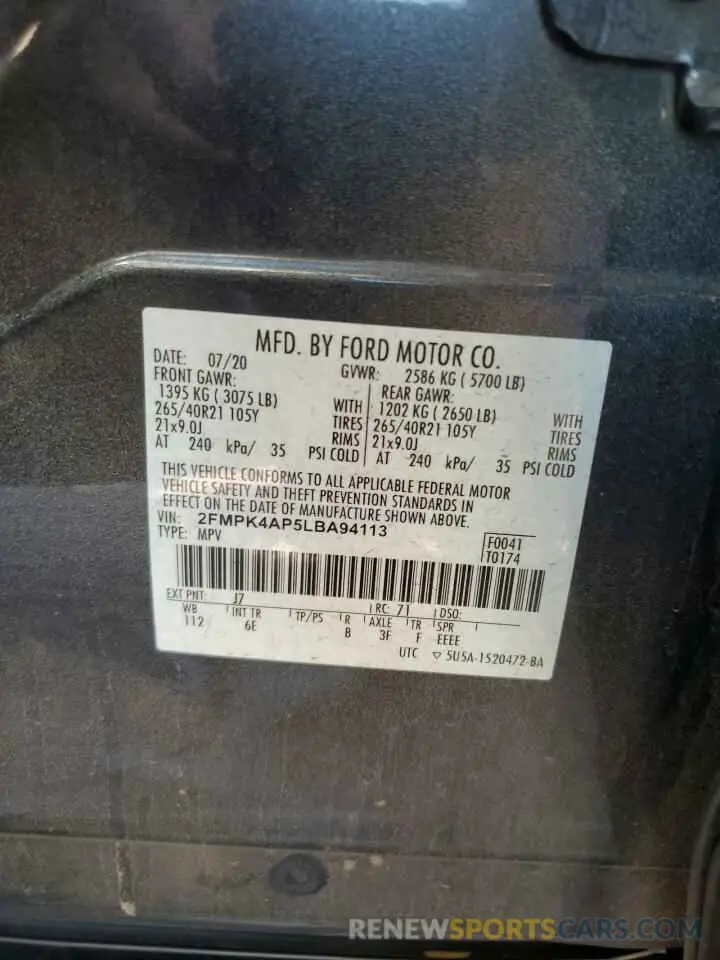 MFD. BY FORD MOTOR CO.
DATE: 07/20 GVWR: 2586 KG ( 5700 LB)
FRONT GAWR: REAR GAWR:
1395 KG ( 3075 LB) WITH 1202 KG ( 2650 LB) WITH
265/40R21 105Y TIRES 265/40R21 105Y TIRES
21x9.0J RIMS 21x9.0J RIMS
AT 240 kPa/ 35 PSI COLD AT 240 kPa/ 35 PSI COLD
THIS VEHICLE CONFORMS TO ALL APPLICABLE FEDERAL MOTOR
VEHICLE SAFETY AND THEFT PREVENTION STANDARDS IN
EFFECT ON THE DATE OF MANUFACTURE SHOWN ABOVE.
VIN: 2FMPK4AP5LBA94113
TYPE: MPV
F0041
T0174
EXT PNT: J7 RC: 71 DSO:
WB INT TR TP/PS R AXLE TR SPR
112 6E B 3F F EEEE
UTC ▽ 5U5A-1520472-BA
RENEWSPORTSCARS.COM